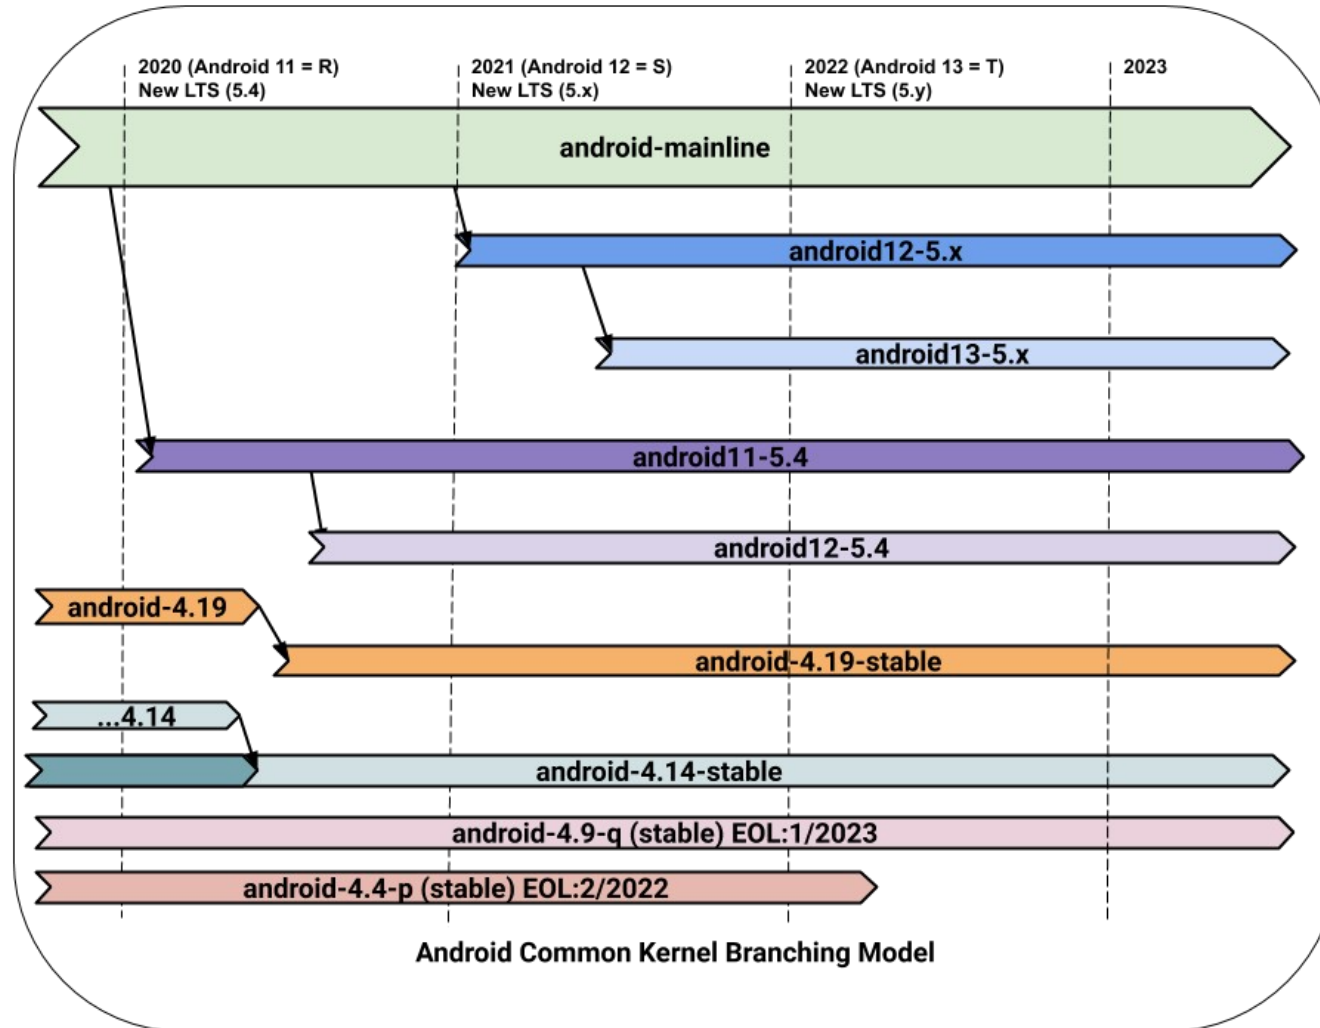 2020 (Android 11 = R)
New LTS (5.4)
2021 (Android 12 = S)
New LTS (5.x)
2022 (Android 13 = T)
New LTS (5.y)
2023
android-mainline
android12-5.x
android13-5.x
android11-5.4
android12-5.4
android-4.19
android-4.19-stable
...4.14
android-4.14-stable
android-4.9-q (stable) EOL:1/2023
android-4.4-p (stable) EOL:2/2022
Android Common Kernel Branching Model